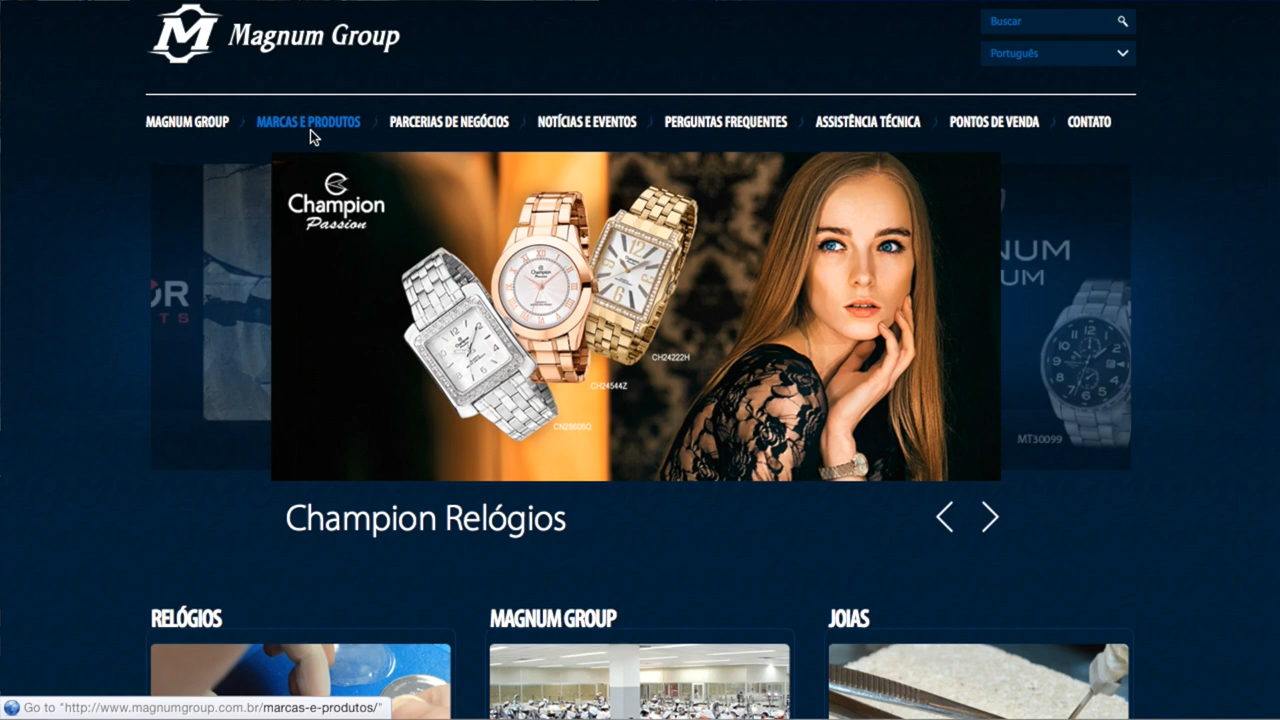 M Magnum Group
Buscar
Português
MAGNUM GROUP
MARCAS E PRODUTOS
PARCERIAS DE NEGÓCIOS
NOTÍCIAS E EVENTOS
PERGUNTAS FREQUENTES
ASSISTÊNCIA TÉCNICA
PONTOS DE VENDA
CONTATO
Champion
Passion
CH24222H
CH24544Z
CN28606Q
MT30099
Champion Relógios
RELÓGIOS
MAGNUM GROUP
JOIAS
Go to "http://www.magnumgroup.com.br/marcas-e-produtos/"